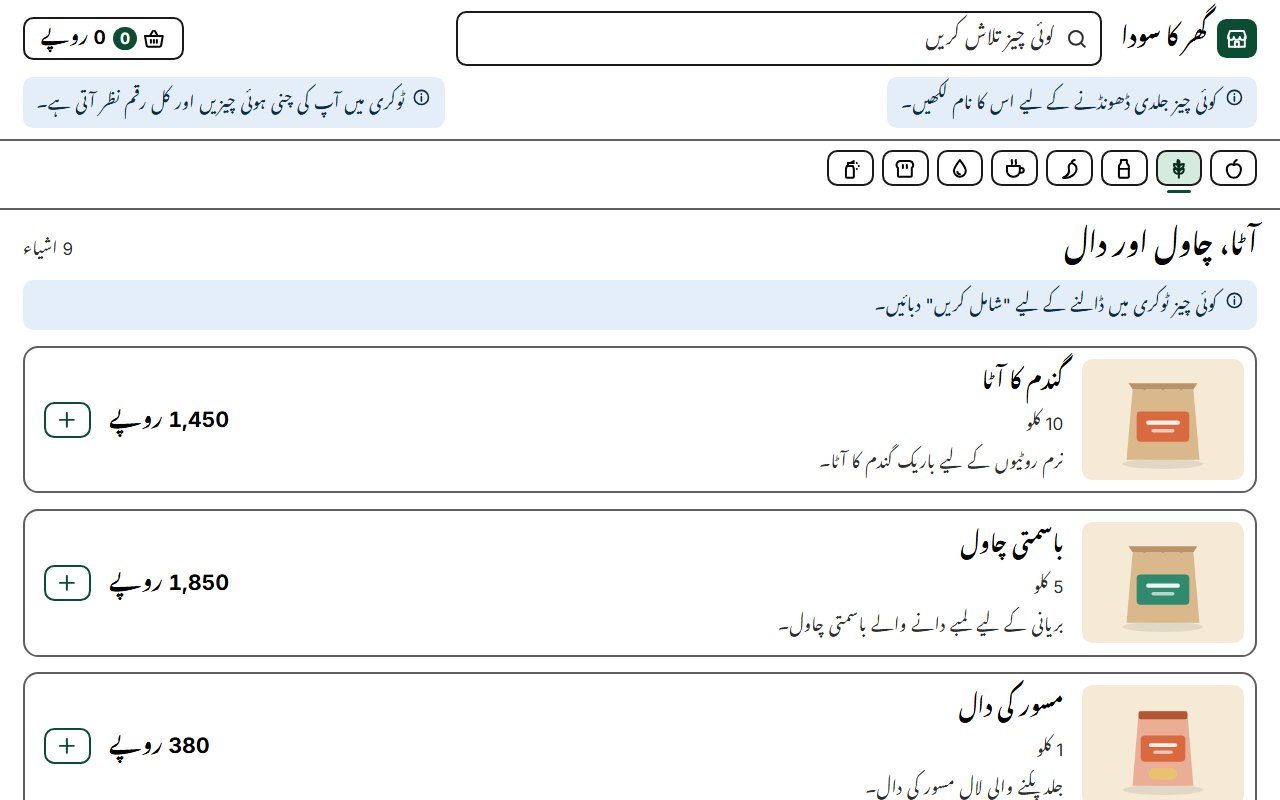 گھر کا سودا
کوئی چیز تلاش کریں
0 0 روپے
کوئی چیز جلدی ڈھونڈنے کے لیے اس کا نام لکھیں۔
ٹوکری میں آپ کی چنی ہوئی چیزیں اور کل رقم نظر آتی ہے۔
آٹا، چاول اور دال
9 اشیاء
کوئی چیز ٹوکری میں ڈالنے کے لیے "شامل کریں" دبائیں۔
گندم کا آٹا
10 کلو
نرم روٹیوں کے لیے باریک گندم کا آٹا۔
1,450 روپے
باسمتی چاول
5 کلو
بریانی کے لیے لمبے دانے والے باسمتی چاول۔
1,850 روپے
مسور کی دال
1 کلو
جلد پکنے والی لال مسور کی دال۔
380 روپے